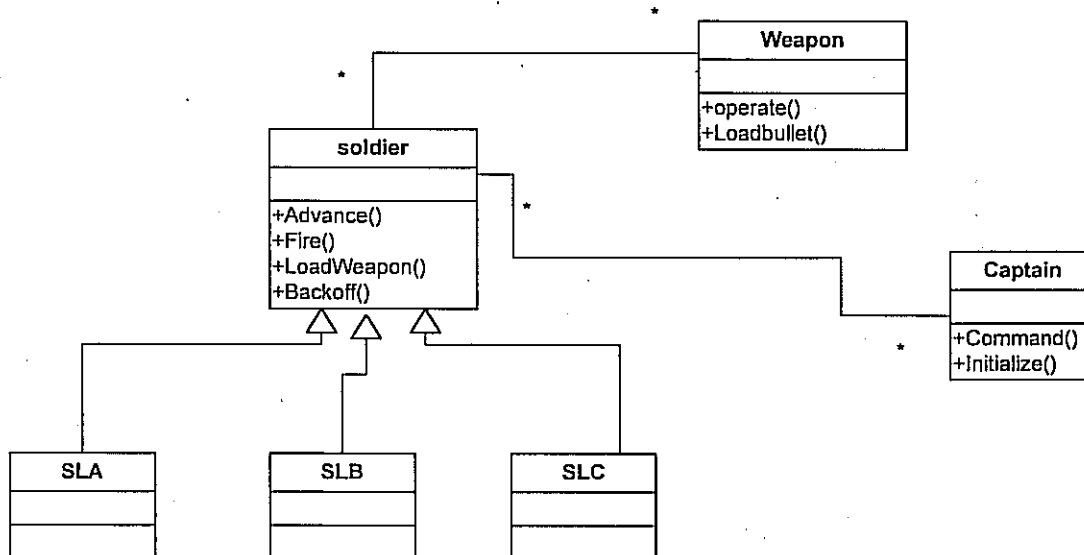 *
Weapon
+operate()
+Loadbullet()
*
soldier
+Advance()
+Fire()
+LoadWeapon()
+Backoff()
*
Captain
+Command()
+Initialize()
*
SLA
SLB
SLC